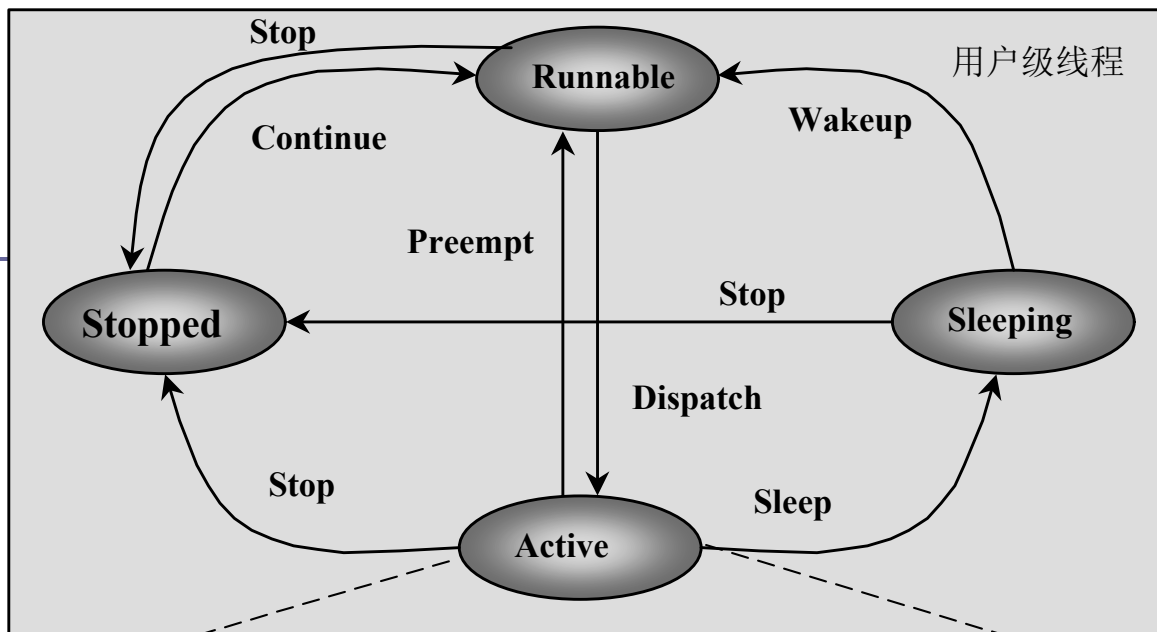 Stop
Runnable
用户级线程
Continue
Wakeup
Preempt
Stopped
Stop
Sleeping
Dispatch
Stop
Sleep
Active